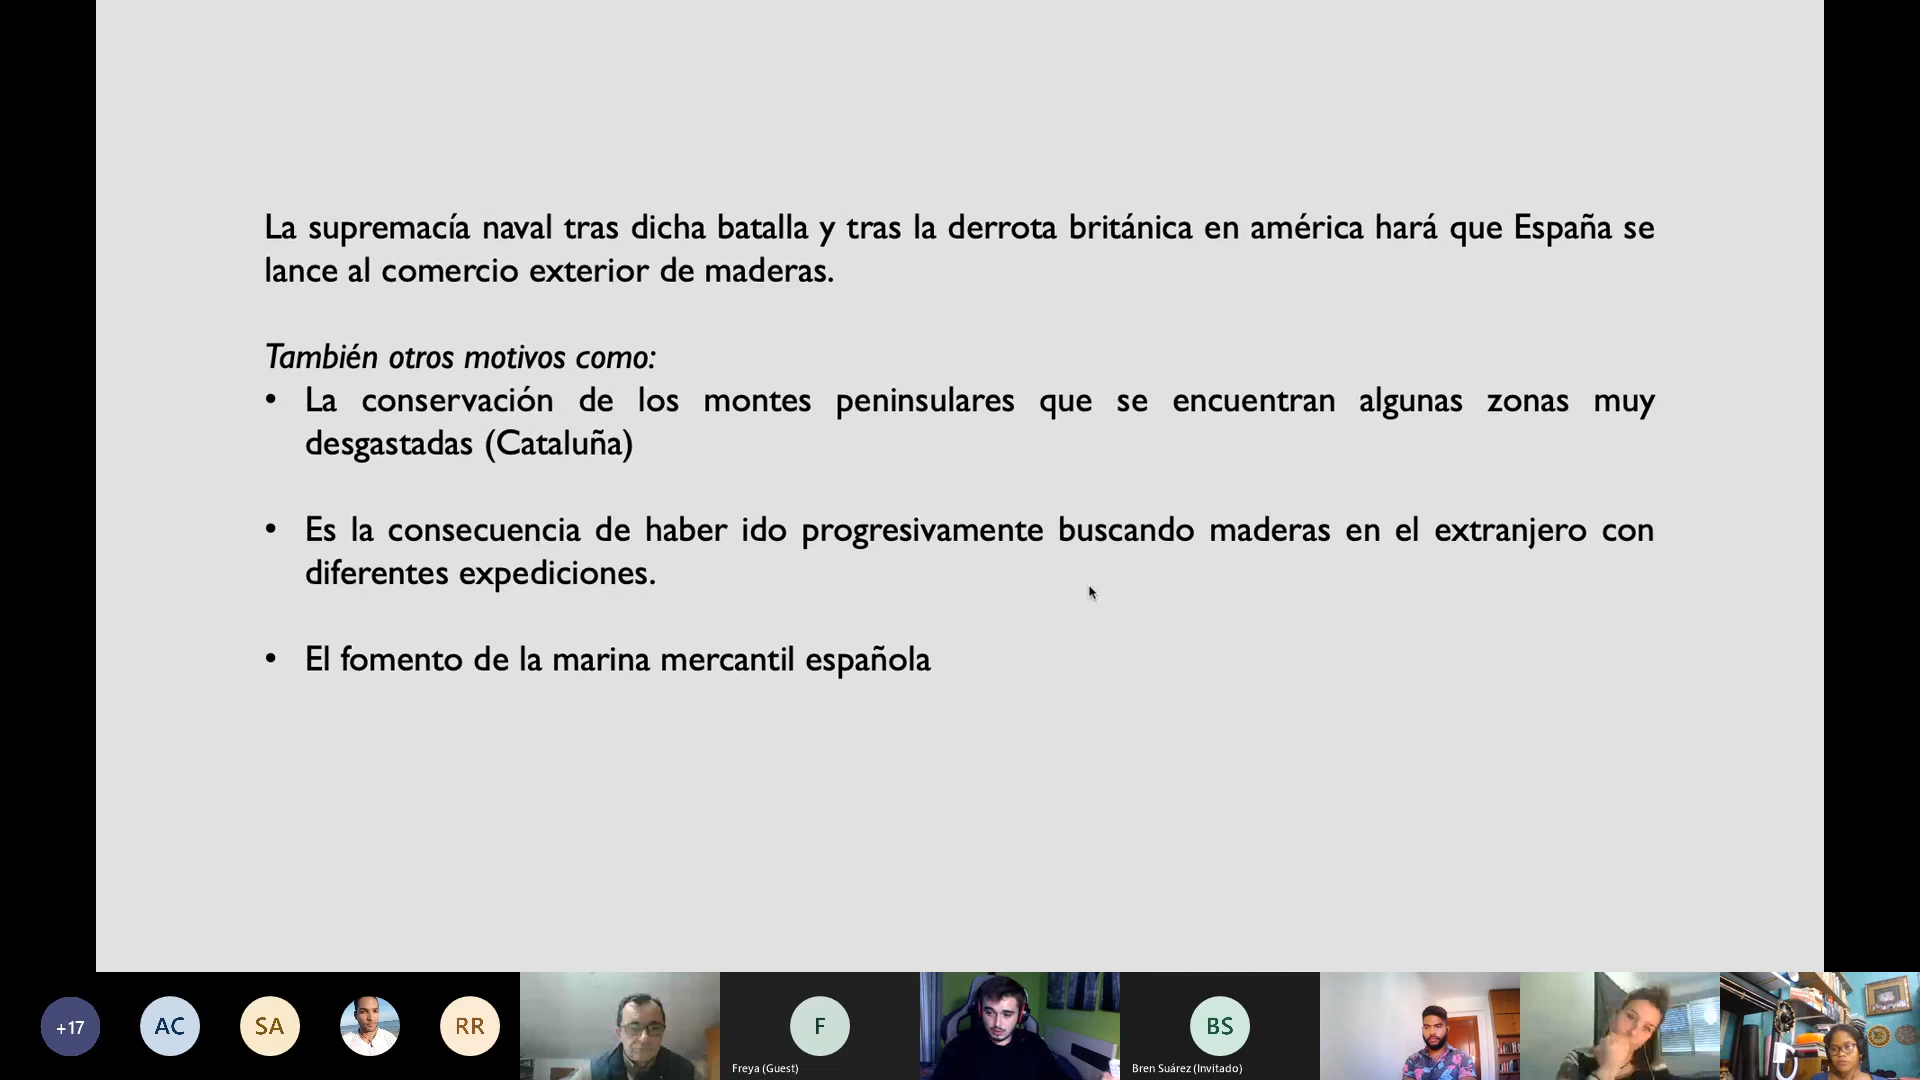 La supremacía naval tras dicha batalla y tras la derrota británica en américa hará que España se
lance al comercio exterior de maderas.
También otros motivos como:
• La conservación de los montes peninsulares que se encuentran algunas zonas muy
desgastadas (Cataluña)
• Es la consecuencia de haber ido progresivamente buscando maderas en el extranjero con
diferentes expediciones.
• El fomento de la marina mercantil española
+17
AC
SA
RR
F
Freya (Guest)
BS
Bren Suárez (Invitado)